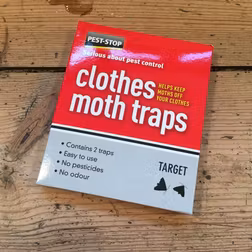 PEST-STOP
serious about pest control
clothes
moth traps
HELPS KEEP
MOTHS OFF
YOUR CLOTHES
• Contains 2 traps
• Easy to use
• No pesticides
• No odour
TARGET